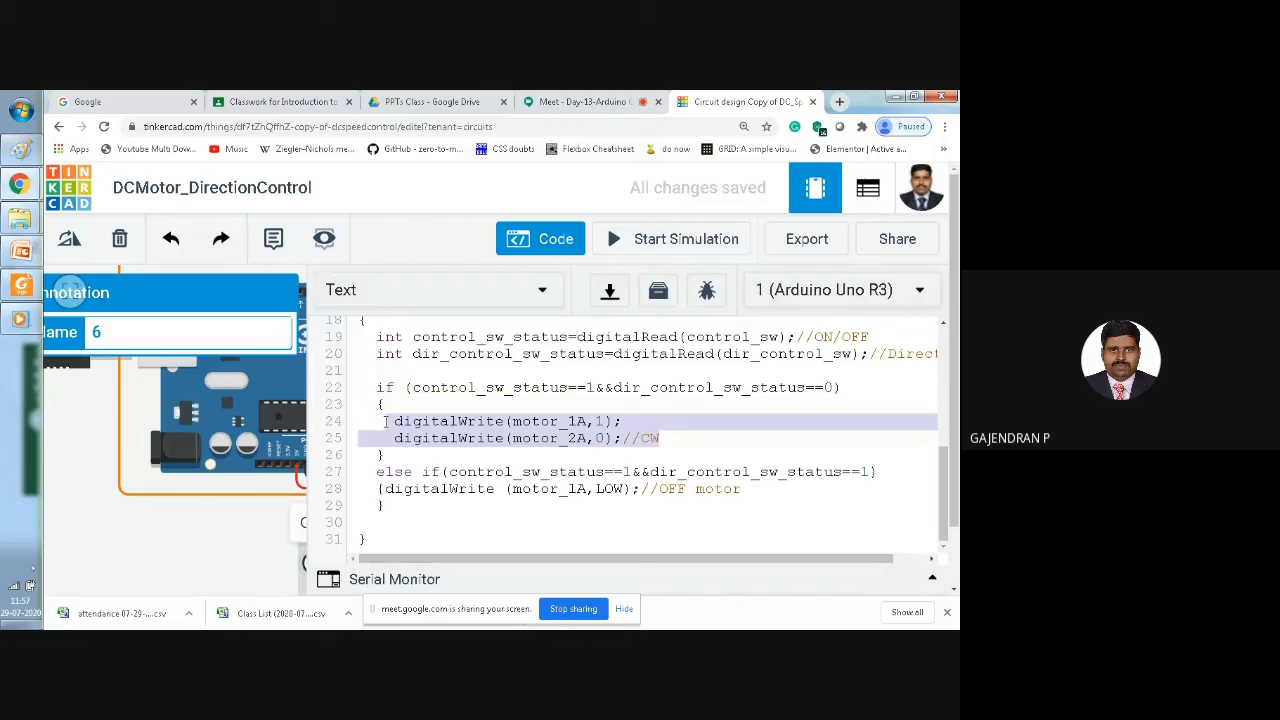 Google
Classwork for Introduction to
PPTs Class - Google Drive
Meet - Day-13-Arduino C
Circuit design Copy of DC_Sp
tinkercad.com/things/df7tZhQffhZ-copy-of-dcspeedcontrol/editel?tenant=circuits
Paused
Apps
Youtube Multi Dow...
Music
Ziegler–Nichols me...
GitHub - zero-to-m...
CSS doubts
Flexbox Cheatsheet
do now
GRID: A simple visu...
Elementor | Active a...
TIN
KER
CAD
DCMotor_DirectionControl
All changes saved
Code
Start Simulation
Export
Share
Text
1 (Arduino Uno R3)
nnotation
lame 6
18 {
19 int control_sw_status=digitalRead(control_sw);//ON/OFF
20 int dir_control_sw_status=digitalRead(dir_control_sw);//Direct
21
22 if (control_sw_status==1&&dir_control_sw_status==0)
23 {
24 digitalWrite(motor_1A,1);
25 digitalWrite(motor_2A,0);//CW
26 }
27 else if(control_sw_status==1&&dir_control_sw_status==1)
28 {digitalWrite (motor_1A,LOW);//OFF motor
29 }
30
31 }
Serial Monitor
11:57
29-07-2020
attendance 07-29-....csv
Class List (2020-07....csv
meet.google.com is sharing your screen.
Stop sharing
Hide
Show all
GAJENDRAN P